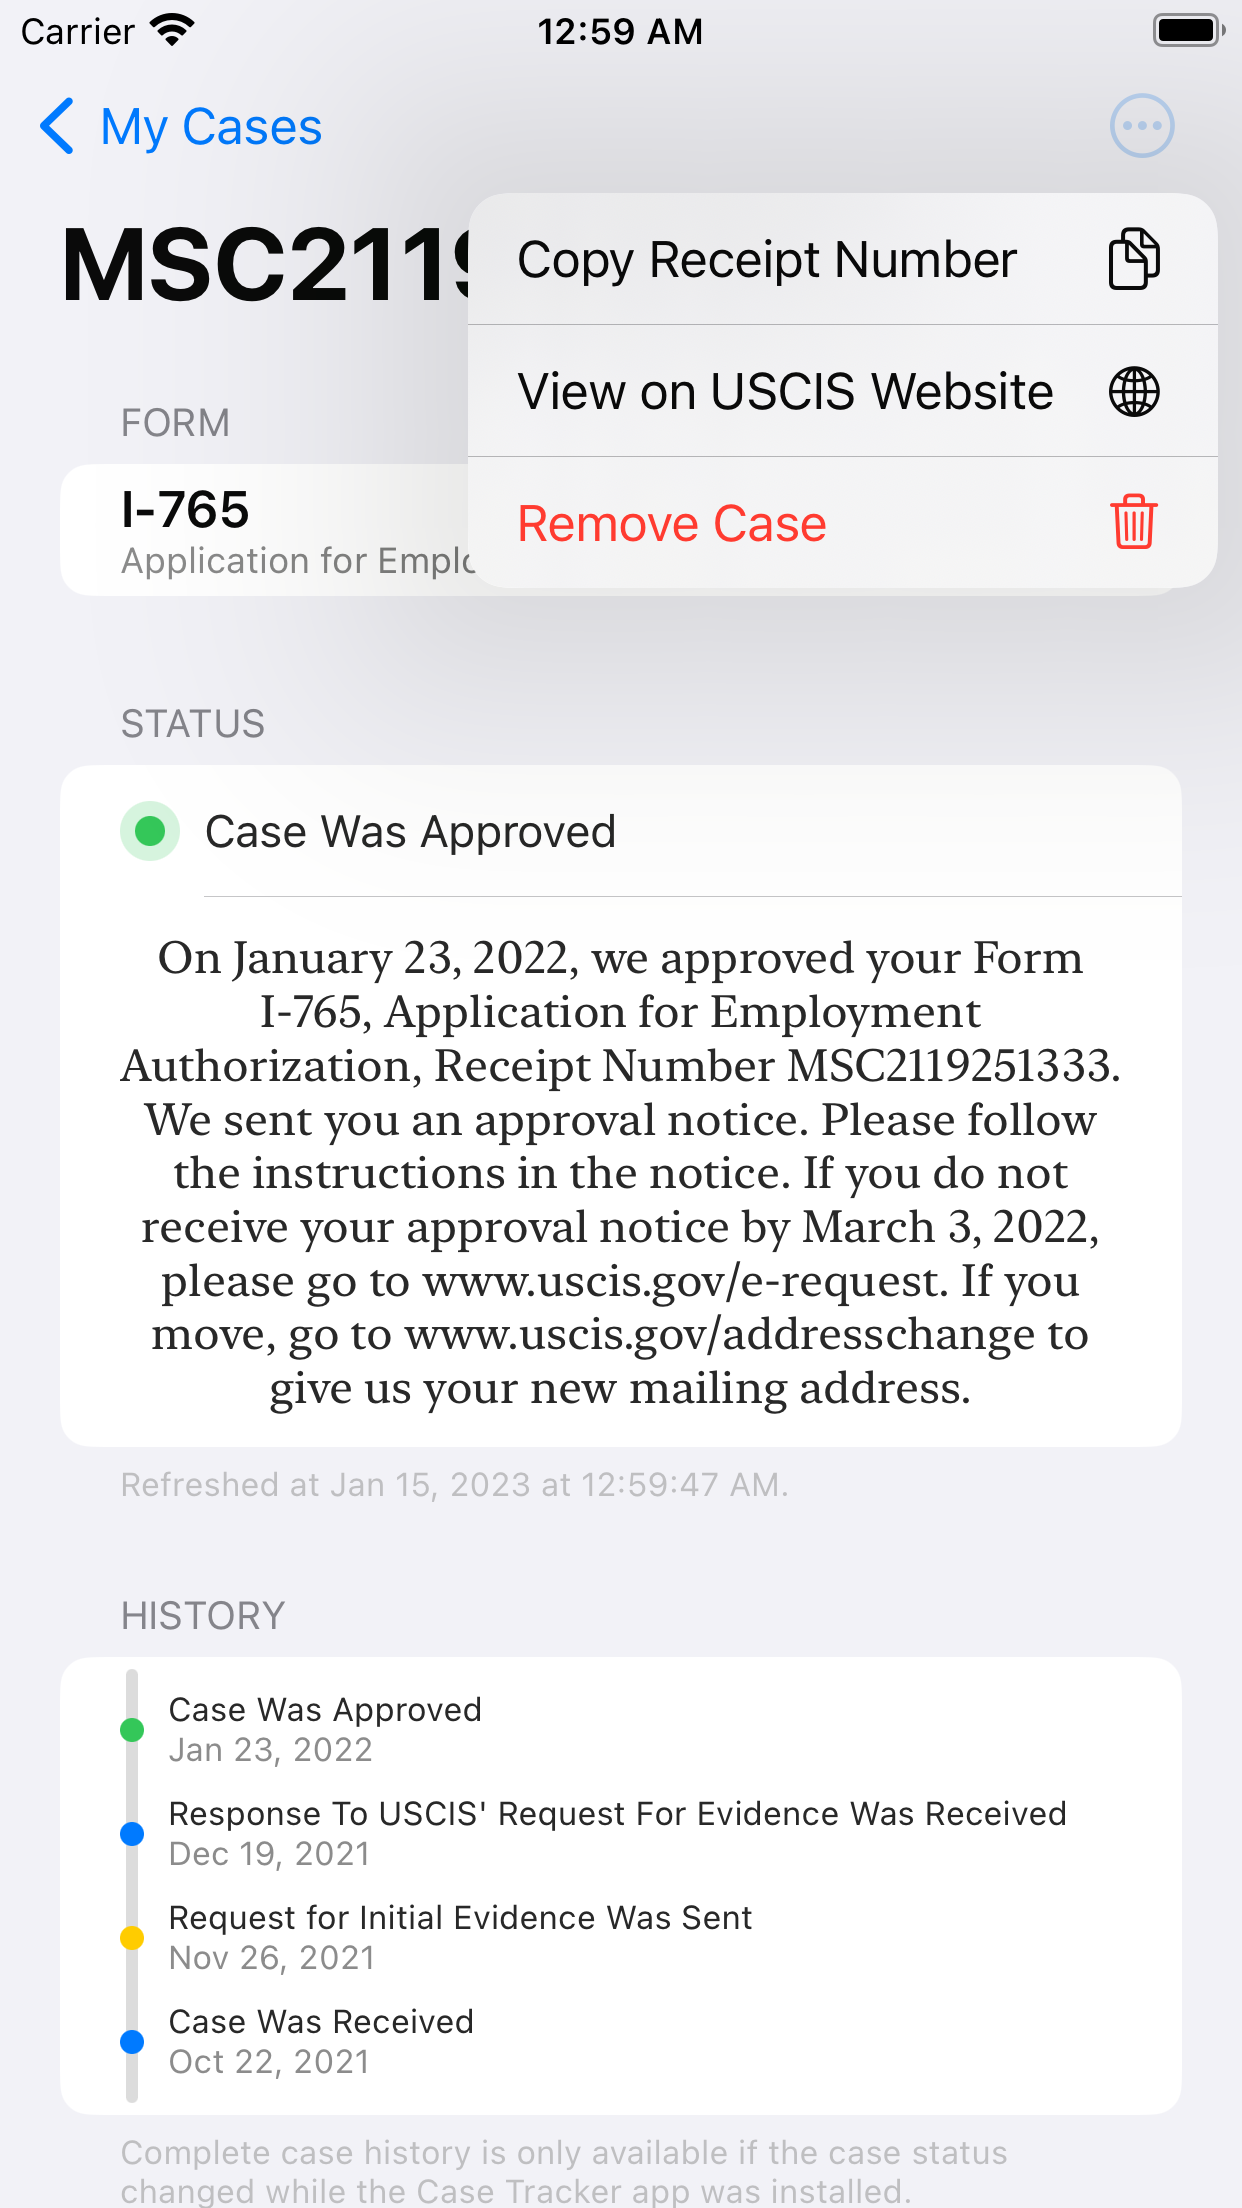 Carrier
12:59 AM
My Cases
MSC2119
Copy Receipt Number
View on USCIS Website
Remove Case
FORM
I-765
Application for Emplo
STATUS
Case Was Approved
On January 23, 2022, we approved your Form
I-765, Application for Employment
Authorization, Receipt Number MSC2119251333.
We sent you an approval notice. Please follow
the instructions in the notice. If you do not
receive your approval notice by March 3, 2022,
please go to www.uscis.gov/e-request. If you
move, go to www.uscis.gov/addresschange to
give us your new mailing address.
Refreshed at Jan 15, 2023 at 12:59:47 AM.
HISTORY
Case Was Approved
Jan 23, 2022
Response To USCIS' Request For Evidence Was Received
Dec 19, 2021
Request for Initial Evidence Was Sent
Nov 26, 2021
Case Was Received
Oct 22, 2021
Complete case history is only available if the case status
changed while the Case Tracker app was installed.